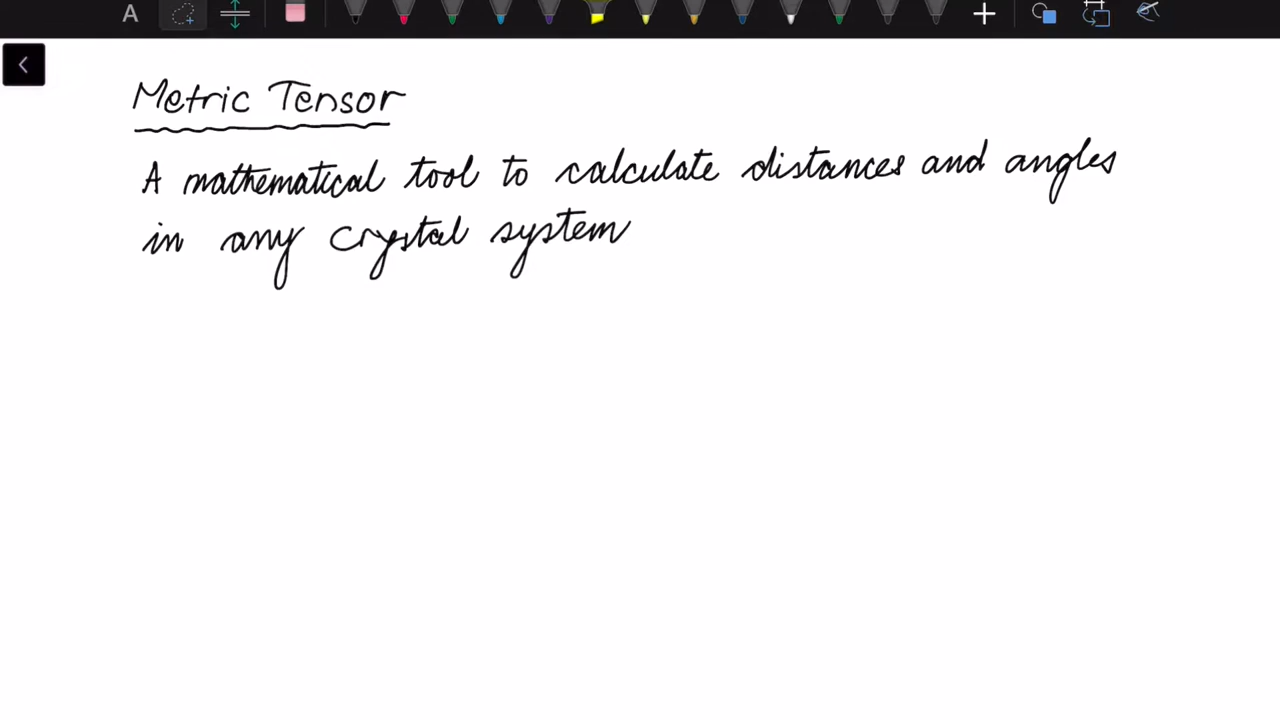 A
Metric Tensor
A mathematical tool to calculate distances and angles
in any crystal system